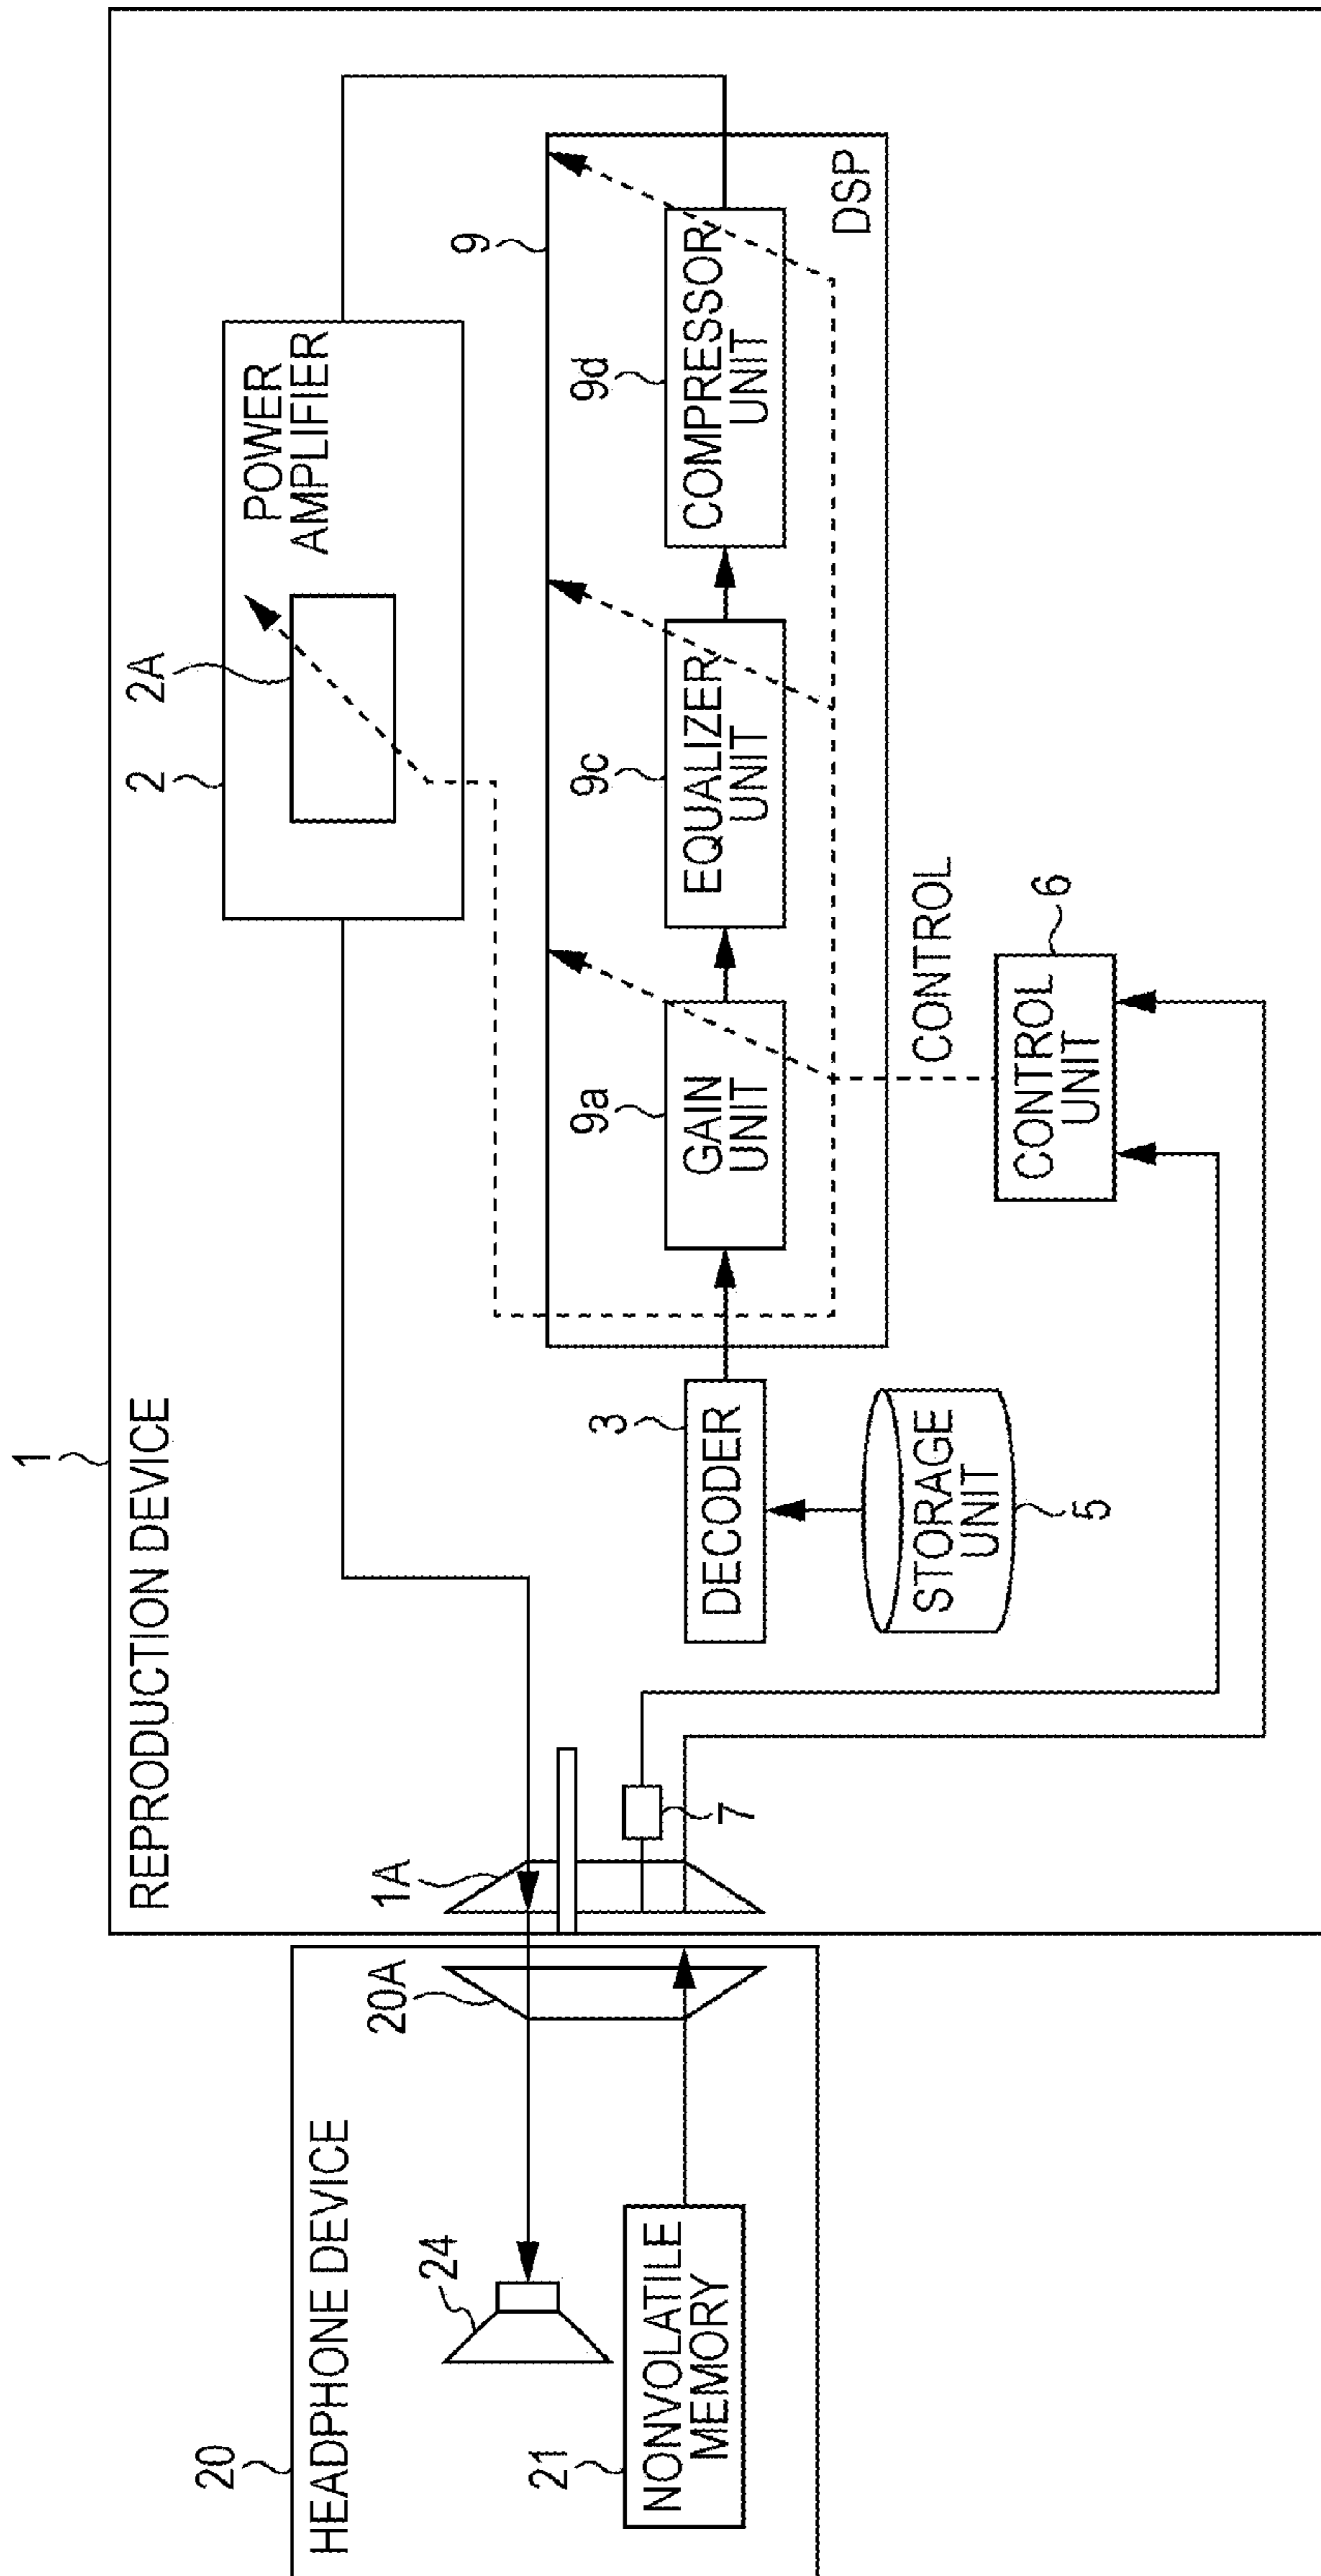 1
REPRODUCTION DEVICE
2
2A
POWER
AMPLIFIER
9
9a
GAIN
UNIT
9c
EQUALIZER
UNIT
9d
COMPRESSOR
UNIT
DSP
CONTROL
3
DECODER
STORAGE
UNIT
5
6
CONTROL
UNIT
1A
7
20
HEADPHONE DEVICE
20A
24
21
NONVOLATILE
MEMORY